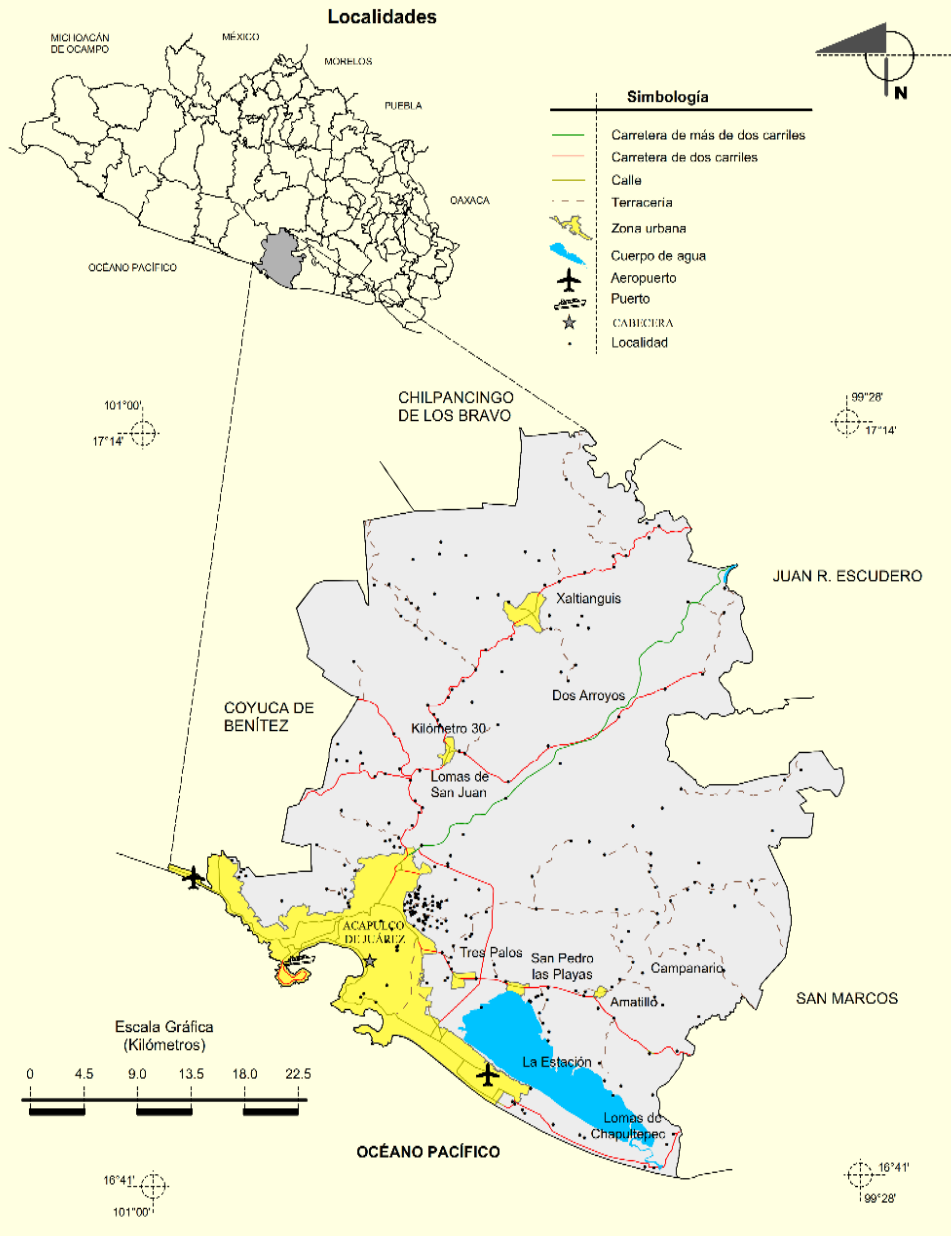 Localidades
MICHOACÁN
DE OCAMPO
MÉXICO
MORELOS
PUEBLA
OAXACA
OCÉANO PACÍFICO
N
Simbología
Carretera de más de dos carriles
Carretera de dos carriles
Calle
Terracería
Zona urbana
Cuerpo de agua
Aeropuerto
Puerto
CABECERA
Localidad
101°00'
17°14'
99°28'
17°14'
CHILPANCINGO
DE LOS BRAVO
JUAN R. ESCUDERO
Xaltianguis
Dos Arroyos
COYUCA DE
BENÍTEZ
Kilómetro 30
Lomas de
San Juan
ACAPULCO
DE JUÁREZ
Tres Palos
San Pedro
las Playas
Campanario
Amatillo
SAN MARCOS
La Estación
Lomas de
Chapultepec
Escala Gráfica
(Kilómetros)
0 4.5 9.0 13.5 18.0 22.5
OCÉANO PACÍFICO
16°41'
101°00'
16°41'
99°28'